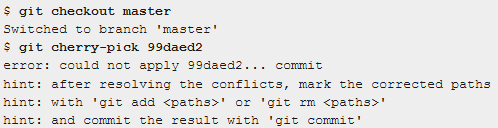 $ git checkout master
Switched to branch 'master'
$ git cherry-pick 99daed2
error: could not apply 99daed2... commit
hint: after resolving the conflicts, mark the corrected paths
hint: with 'git add <paths>' or 'git rm <paths>'
hint: and commit the result with 'git commit'